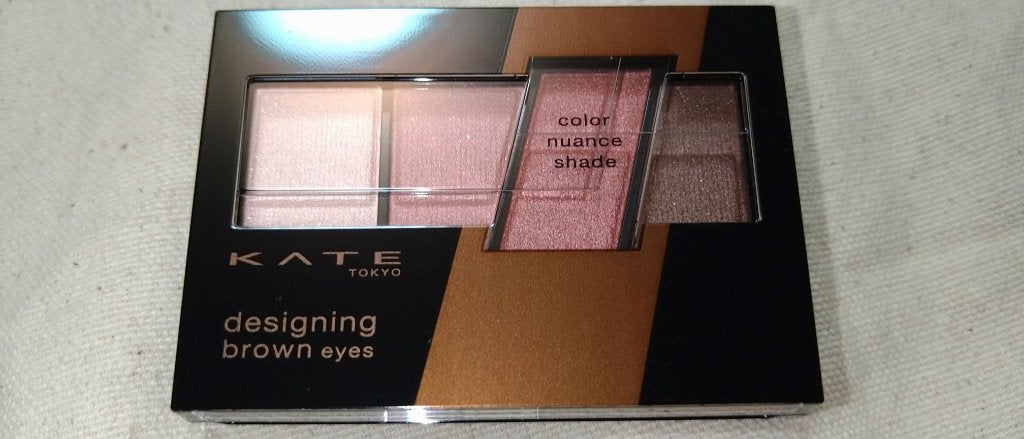 color
nuance
shade
KATE
TOKYO
designing
brown eyes